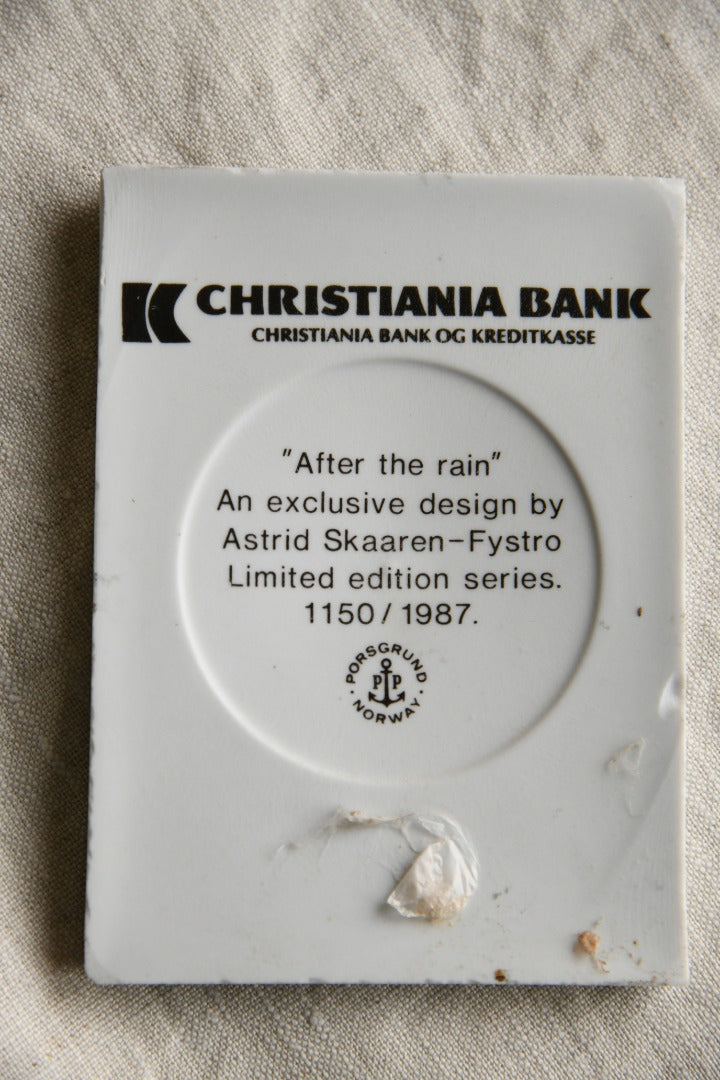 CHRISTIANIA BANK
CHRISTIANIA BANK OG KREDITKASSE
"After the rain"
An exclusive design by
Astrid Skaaren-Fystro
Limited edition series.
1150/1987.
PORSGRUND
PP
NORWAY